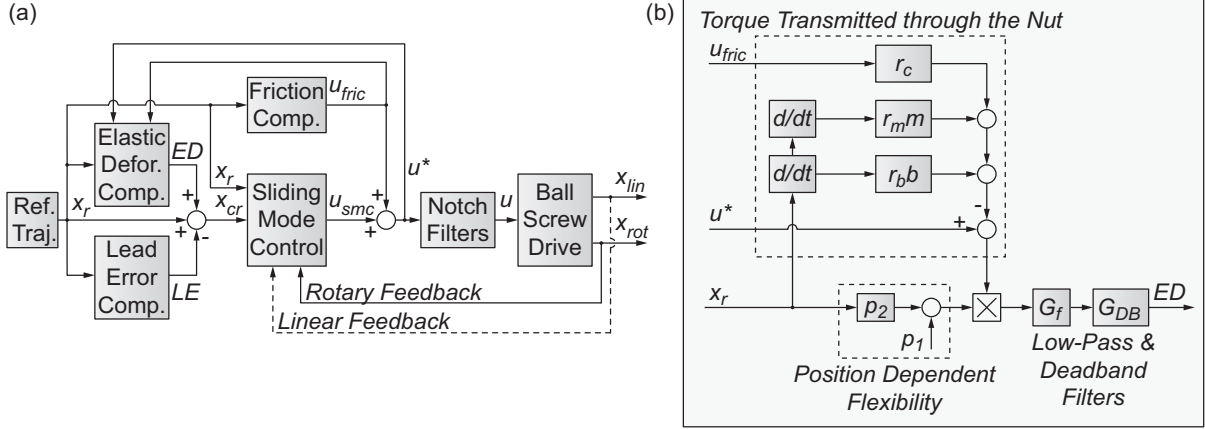 (a)
Friction
Comp.
u_fric
Elastic
Defor.
Comp.
ED
u*
x_r
Ref.
Traj.
x_r
x_cr
Sliding
Mode
Control
u_smc
Notch
Filters
u
Ball
Screw
Drive
x_lin
x_rot
+
+
-
+
+
Lead
Error
Comp.
LE
Rotary Feedback
Linear Feedback
(b)
Torque Transmitted through the Nut
u_fric
r_c
d/dt
r_m m
d/dt
r_b b
-
u*
+
x_r
p_2
p_1
G_f
G_DB
ED
Position Dependent
Flexibility
Low-Pass &
Deadband
Filters